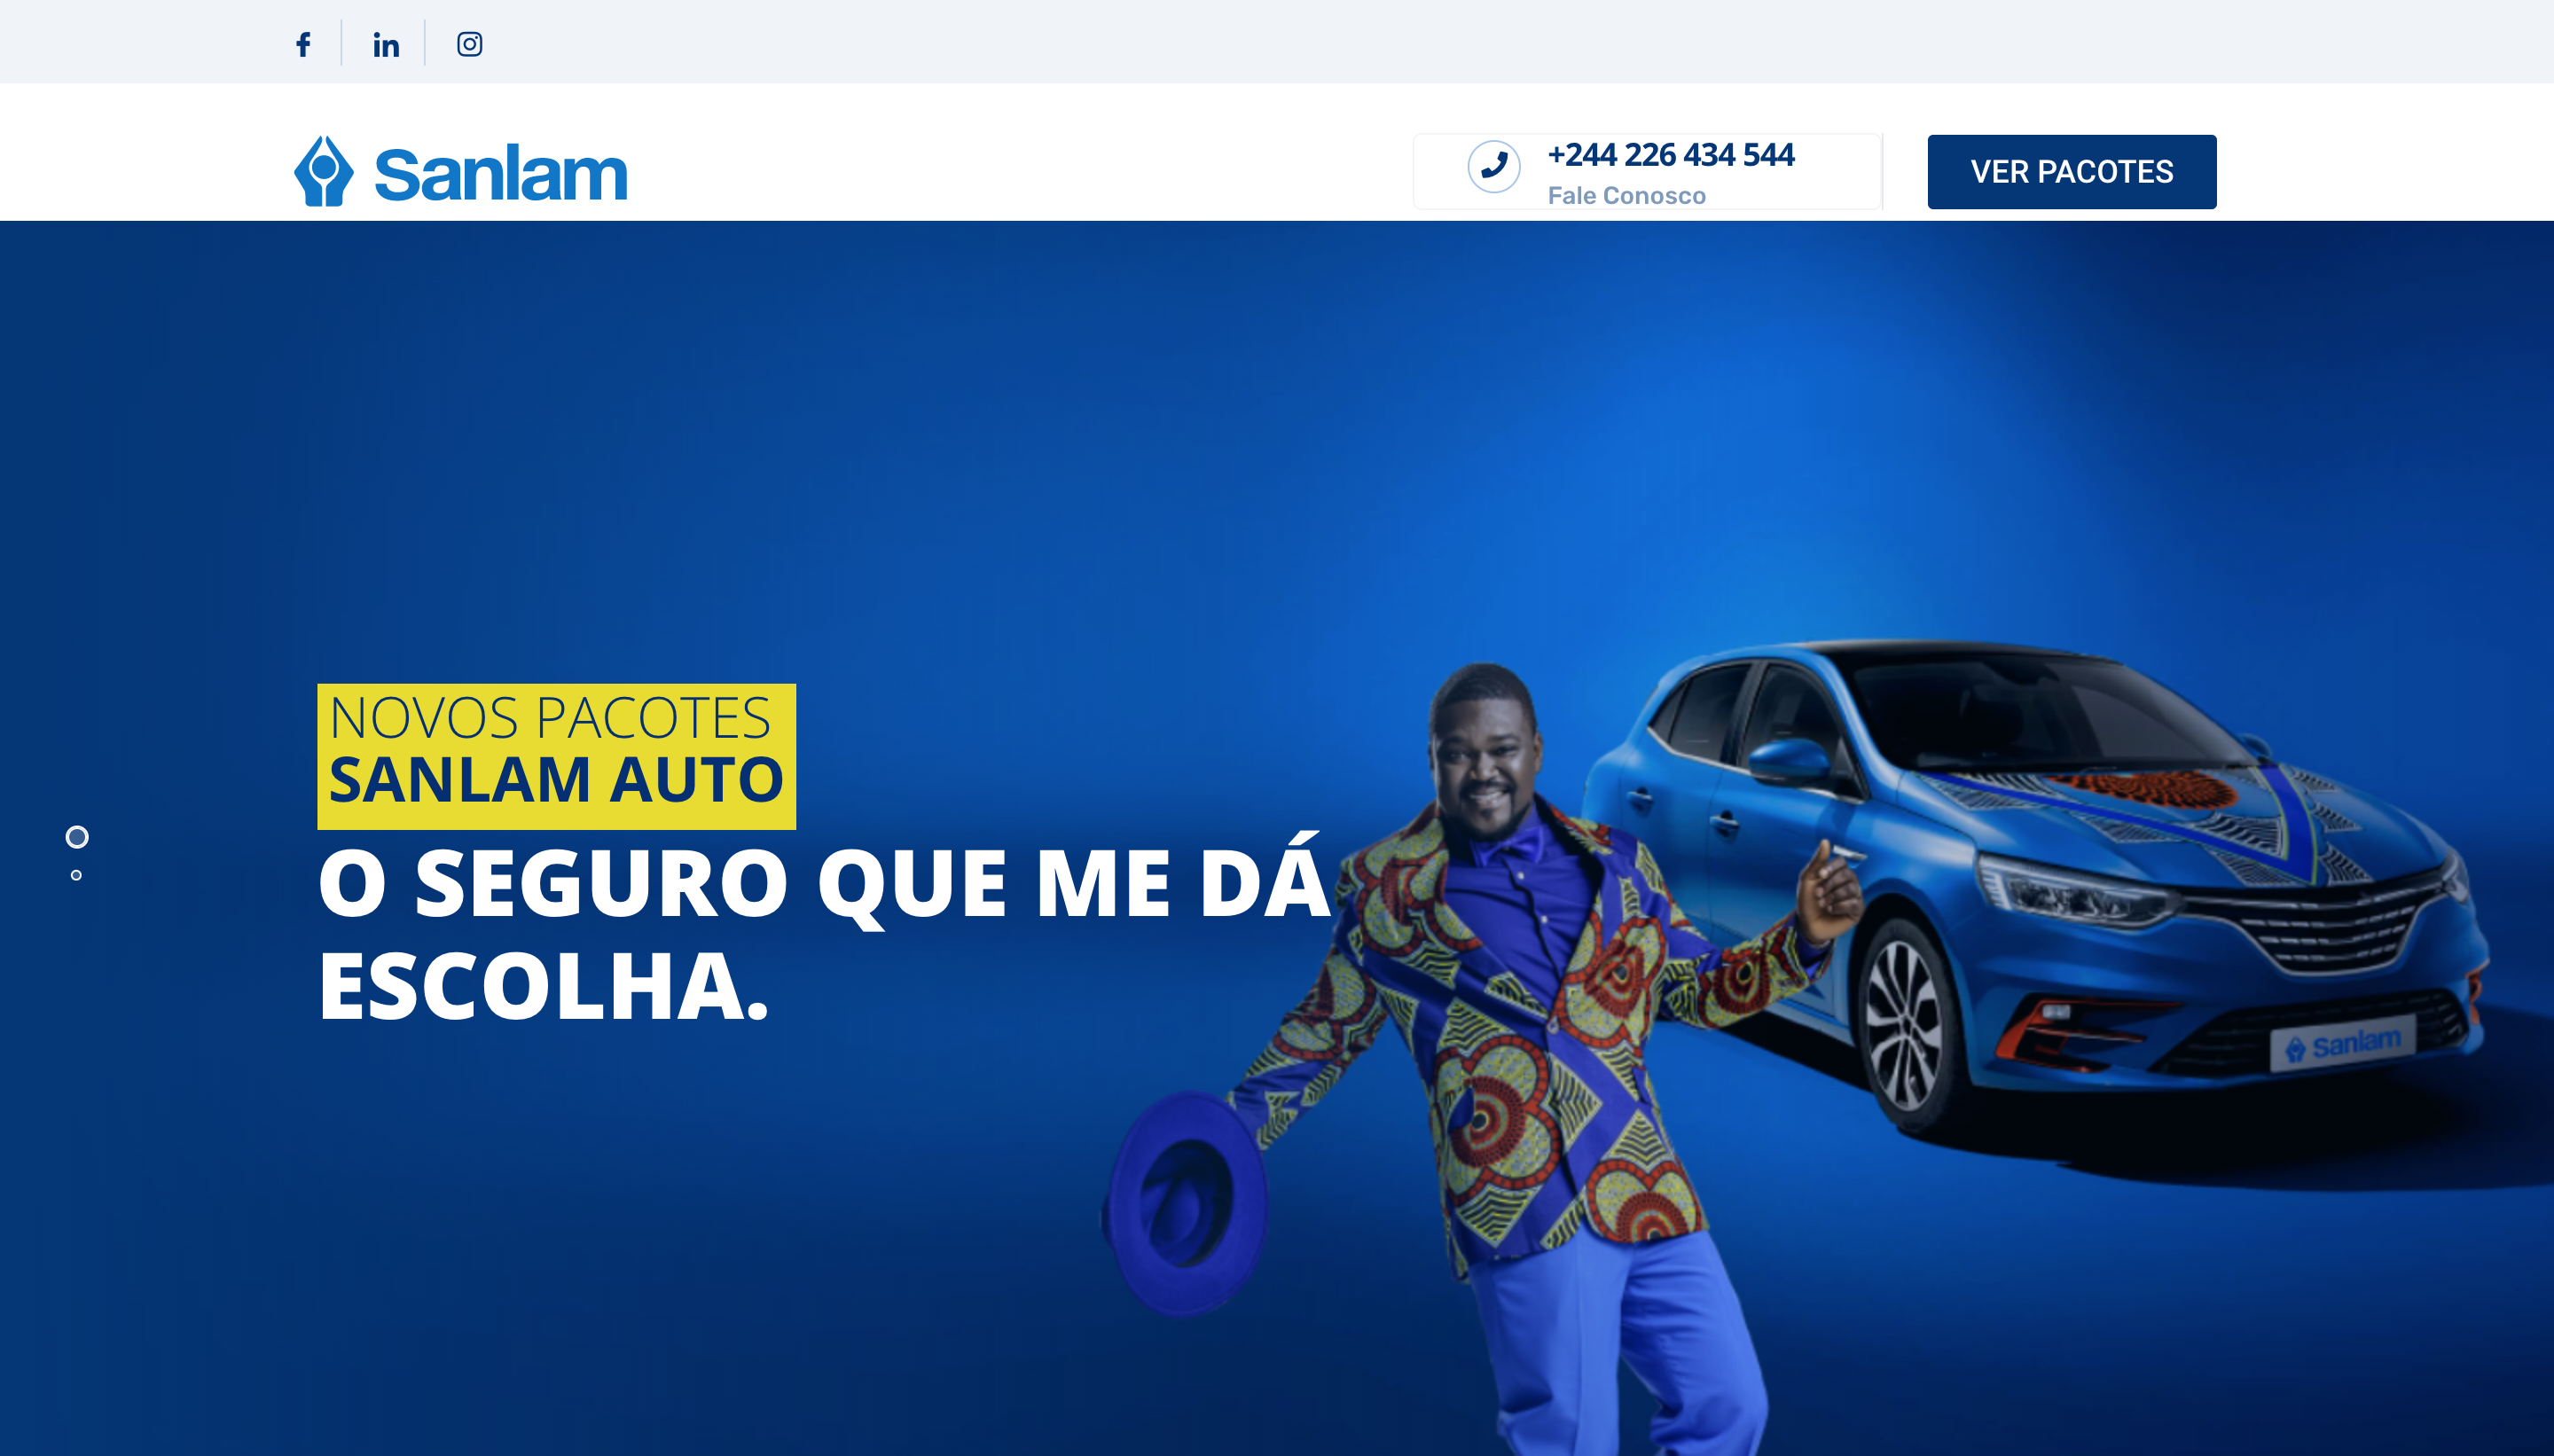 Sanlam
+244 226 434 544
Fale Conosco
VER PACOTES
NOVOS PACOTES
SANLAM AUTO
O SEGURO QUE ME DÁ
ESCOLHA.
Sanlam